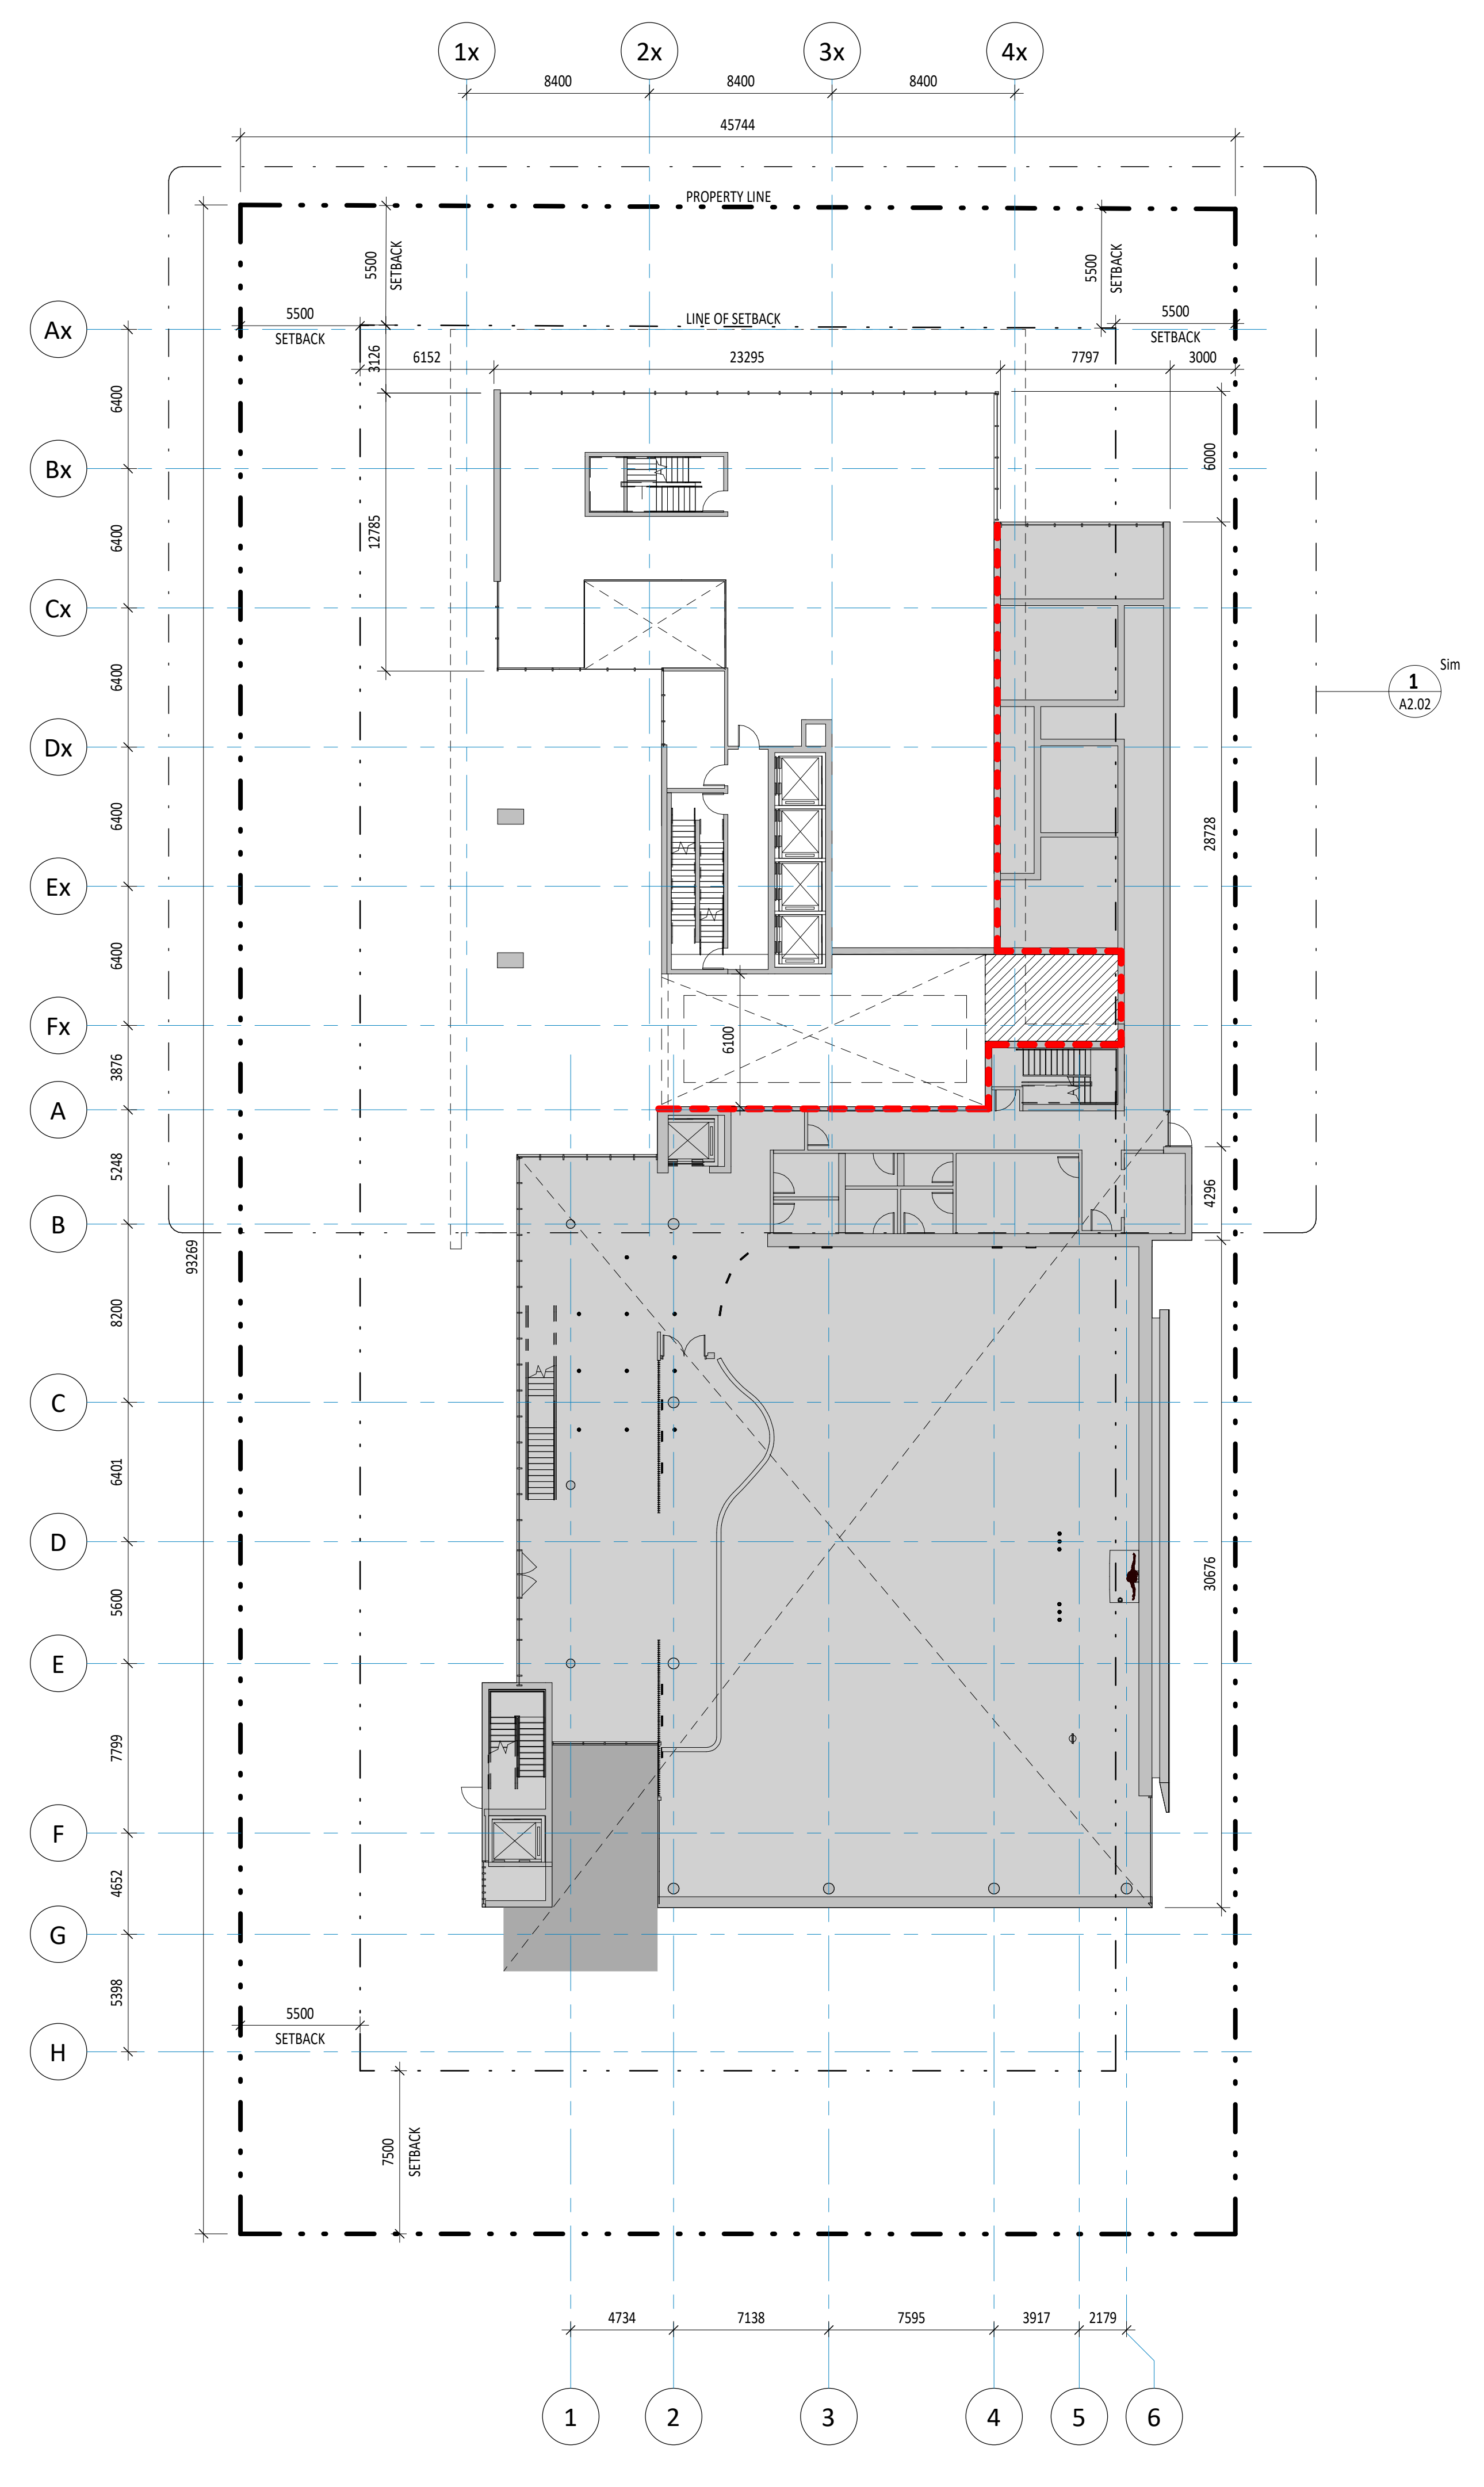 1x
2x
3x
4x
8400
8400
8400
45744
PROPERTY LINE
5500
SETBACK
5500
SETBACK
Ax
5500
SETBACK
LINE OF SETBACK
5500
SETBACK
3126
6152
23295
7797
3000
6400
Bx
6000
6400
12785
Cx
6400
Sim
1
A2.02
Dx
6400
28728
Ex
6400
Fx
6100
3876
A
5248
4296
B
93269
8200
C
6401
D
5600
30676
E
7799
F
4652
G
5398
5500
SETBACK
H
7500
SETBACK
4734
7138
7595
3917
2179
1
2
3
4
5
6